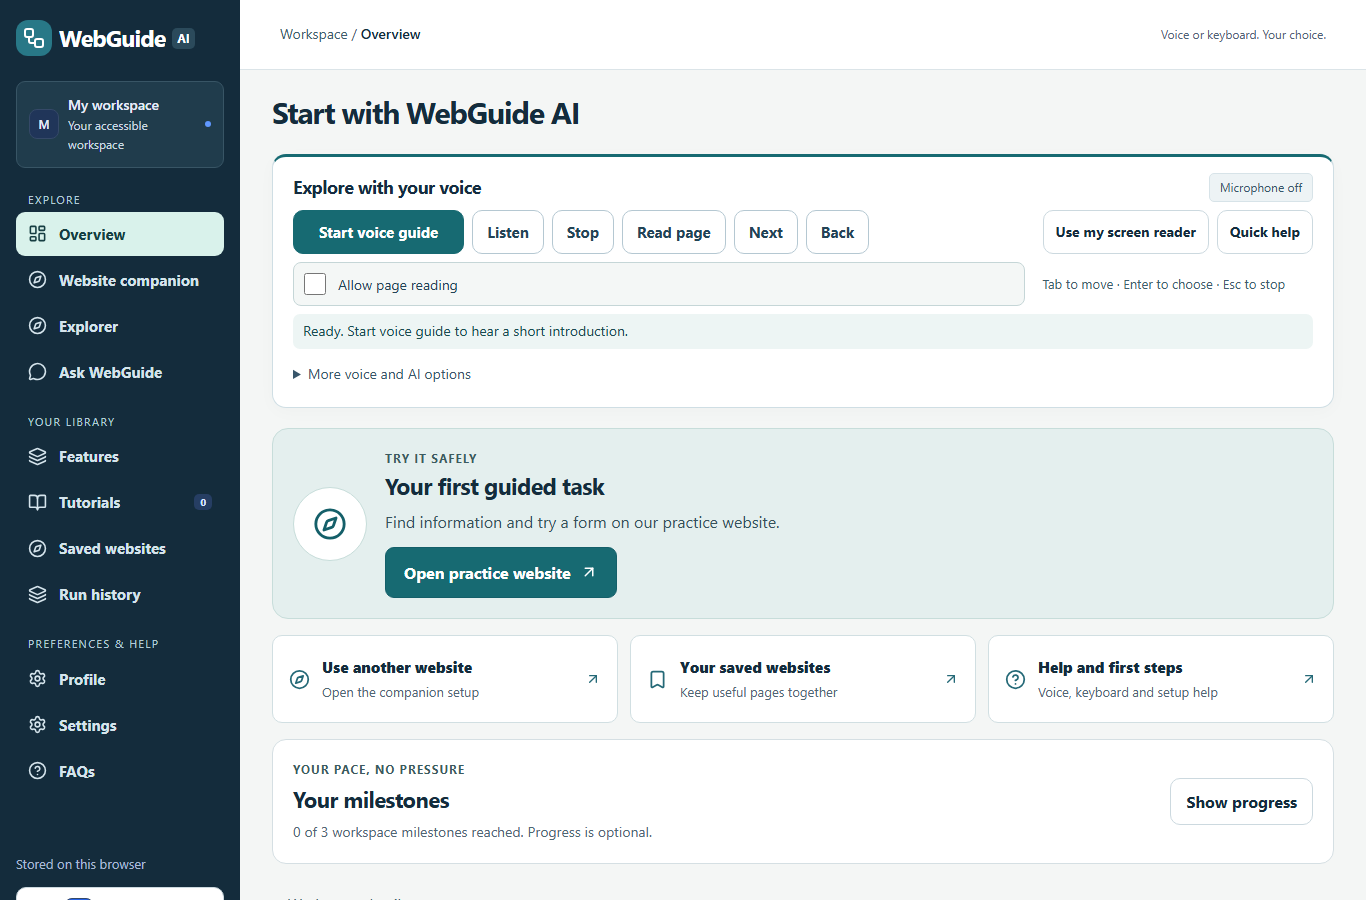 WebGuide AI
M
My workspace
Your accessible
workspace
EXPLORE
Overview
Website companion
Explorer
Ask WebGuide
YOUR LIBRARY
Features
Tutorials 0
Saved websites
Run history
PREFERENCES & HELP
Profile
Settings
FAQs
Stored on this browser
Workspace / Overview
Voice or keyboard. Your choice.
Start with WebGuide AI
Explore with your voice
Microphone off
Start voice guide Listen Stop Read page Next Back Use my screen reader Quick help
Allow page reading
Tab to move · Enter to choose · Esc to stop
Ready. Start voice guide to hear a short introduction.
More voice and AI options
TRY IT SAFELY
Your first guided task
Find information and try a form on our practice website.
Open practice website
Use another website
Open the companion setup
Your saved websites
Keep useful pages together
Help and first steps
Voice, keyboard and setup help
YOUR PACE, NO PRESSURE
Your milestones
0 of 3 workspace milestones reached. Progress is optional.
Show progress